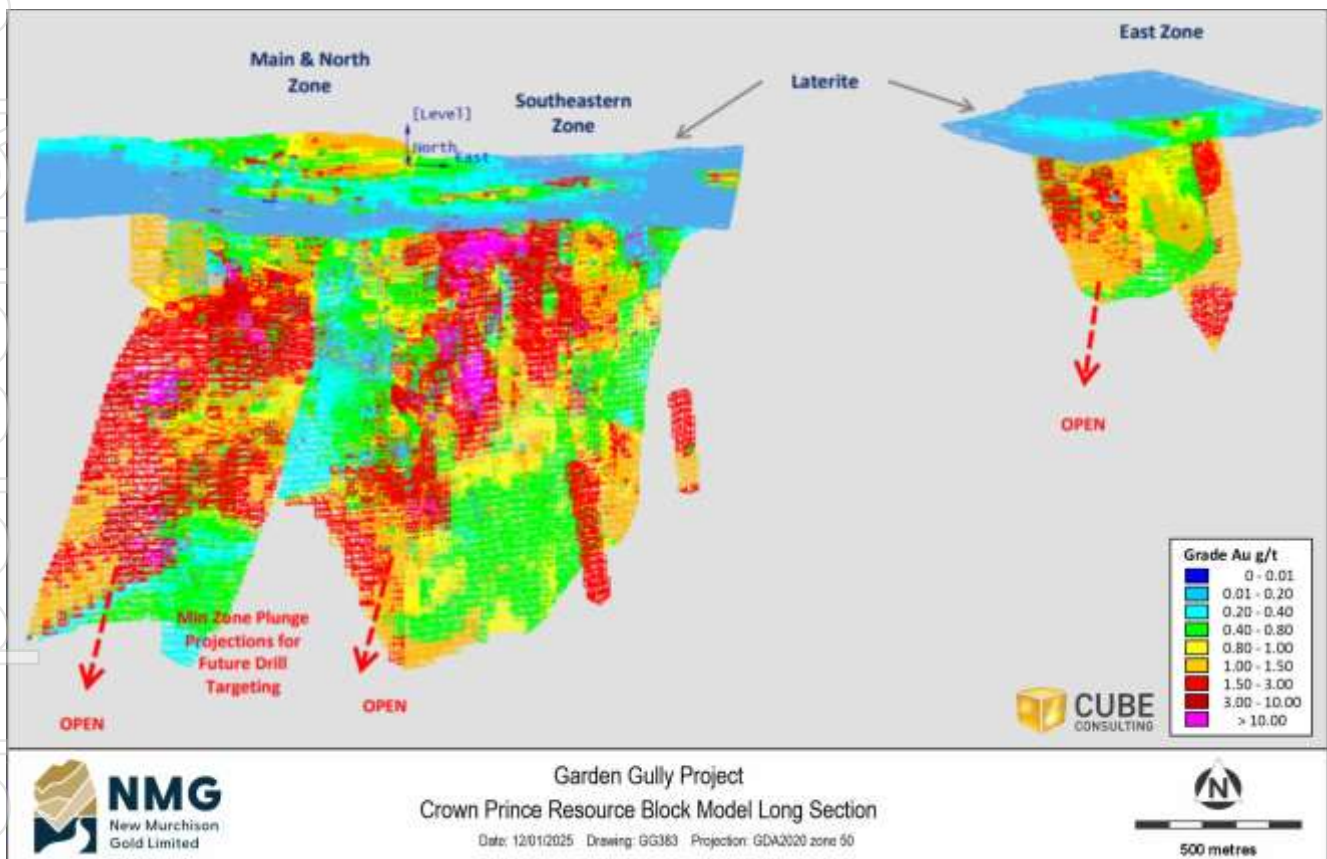 East Zone
Main & North
Zone
Laterite
Southeastern
Zone
[Level]
North
East
Min Zone Plunge
Projections for
Future Drill
Targeting
OPEN
OPEN
OPEN
Grade Au g/t
0 - 0.01
0.01 - 0.20
0.20 - 0.40
0.40 - 0.80
0.80 - 1.00
1.00 - 1.50
1.50 - 3.00
3.00 - 10.00
> 10.00
CUBE
CONSULTING
NMG
New Murchison
Gold Limited
Garden Gully Project
Crown Prince Resource Block Model Long Section
Date: 12/01/2025 Drawing: GG383 Projection: GDA2020 zone 50
N
500 metres